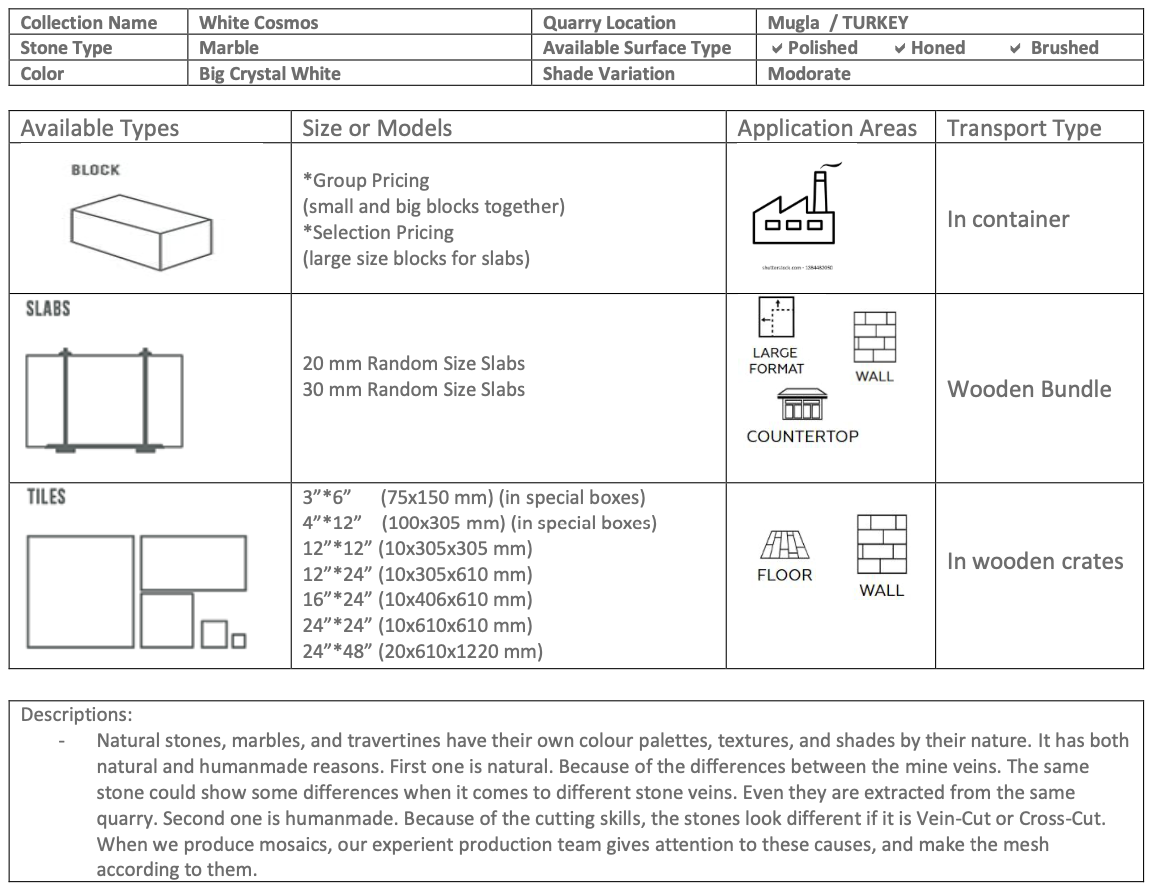 Collection Name White Cosmos Quarry Location Mugla / TURKEY
Stone Type Marble Available Surface Type Polished Honed Brushed
Color Big Crystal White Shade Variation Modorate
Available Types Size or Models Application Areas Transport Type
BLOCK
*Group Pricing
(small and big blocks together)
*Selection Pricing
(large size blocks for slabs)
In container
SLABS
20 mm Random Size Slabs
30 mm Random Size Slabs
LARGE
FORMAT
WALL
COUNTERTOP
Wooden Bundle
TILES
3”*6” (75x150 mm) (in special boxes)
4”*12” (100x305 mm) (in special boxes)
12”*12” (10x305x305 mm)
12”*24” (10x305x610 mm)
16”*24” (10x406x610 mm)
24”*24” (10x610x610 mm)
24”*48” (20x610x1220 mm)
FLOOR
WALL
In wooden crates
Descriptions:
- Natural stones, marbles, and travertines have their own colour palettes, textures, and shades by their nature. It has both
natural and humanmade reasons. First one is natural. Because of the differences between the mine veins. The same
stone could show some differences when it comes to different stone veins. Even they are extracted from the same
quarry. Second one is humanmade. Because of the cutting skills, the stones look different if it is Vein-Cut or Cross-Cut.
When we produce mosaics, our experient production team gives attention to these causes, and make the mesh
according to them.